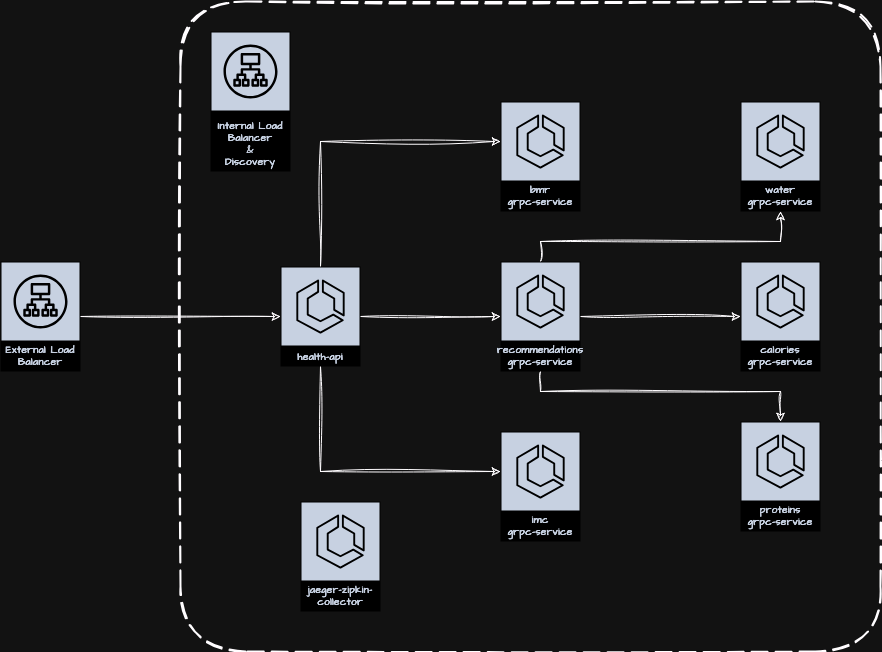 Internal Load
Balancer
&
Discovery
bmr
grpc-service
water
grpc-service
External Load
Balancer
health-api
recommendations
grpc-service
calories
grpc-service
imc
grpc-service
proteins
grpc-service
jaeger-zipkin-
collector